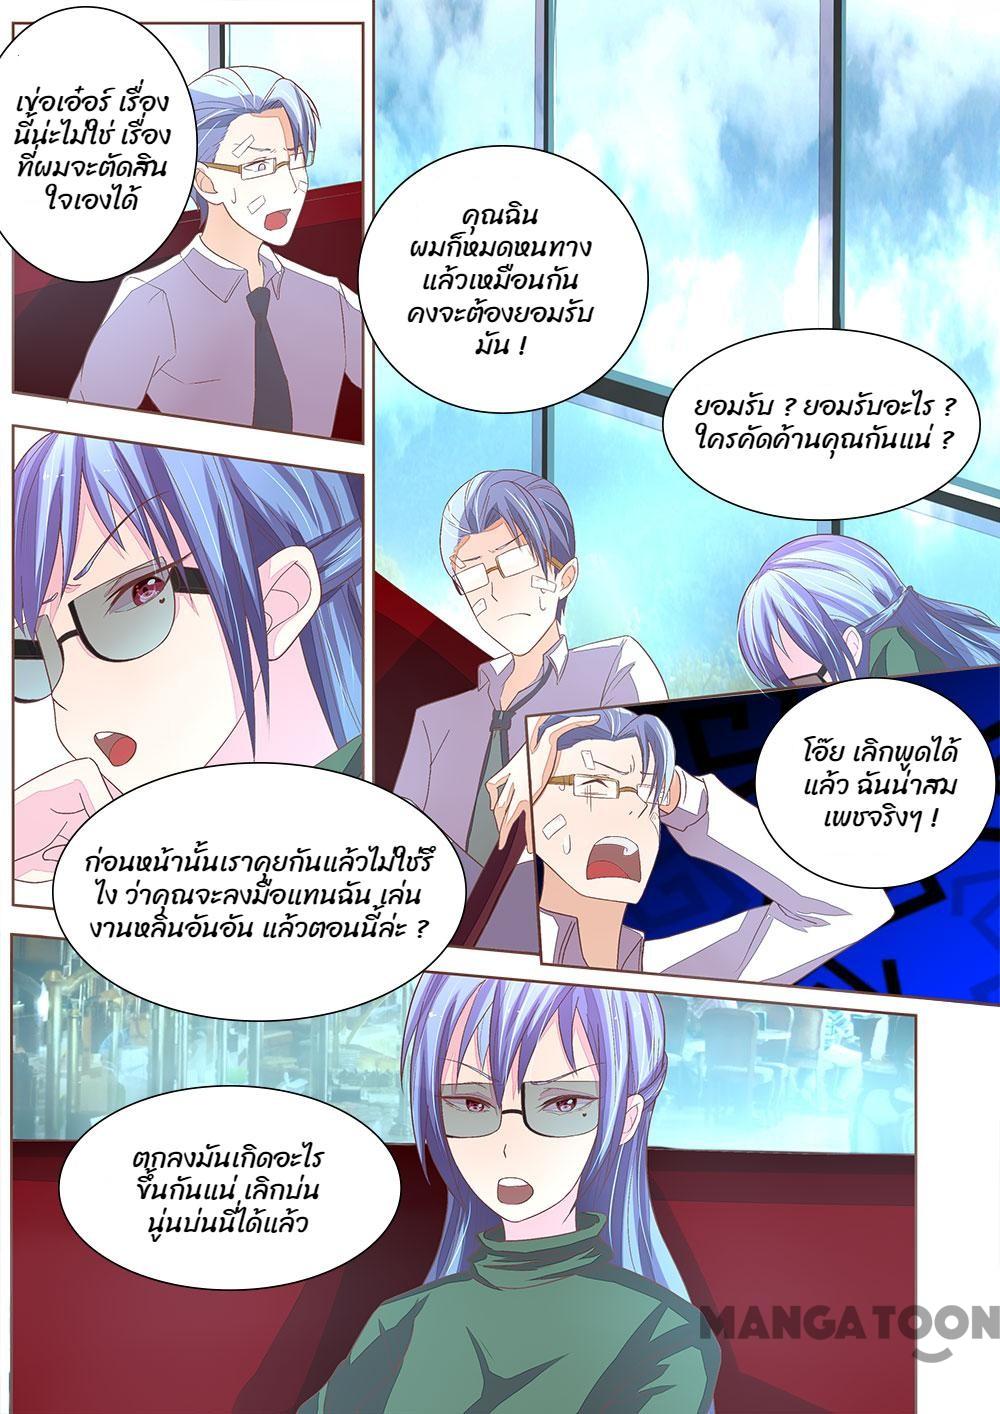 เข่อเอ๋อร์ เรื่อง
นี้น่ะไม่ใช่ เรื่อง
ที่ผมจะตัดสิน
ใจเองได้
คุณฉิน
ผมก็หมดหนทาง
แล้วเหมือนกัน
คงจะต้องยอมรับ
มัน !
ยอมรับ ? ยอมรับอะไร ?
ใครคัดค้านคุณกันแน่ ?
โอ๊ย เลิกพูดได้
แล้ว ฉันน่าสม
เพชจริงๆ !
ก่อนหน้านั้นเราคุยกันแล้วไม่ใช่รึ
ไง ว่าคุณจะลงมือแทนฉัน เล่น
งานหลินอันอัน แล้วตอนนี้ล่ะ ?
ตกลงมันเกิดอะไร
ขึ้นกันแน่ เลิกบ่น
นู่นบ่นนี่ได้แล้ว
MANGATOON